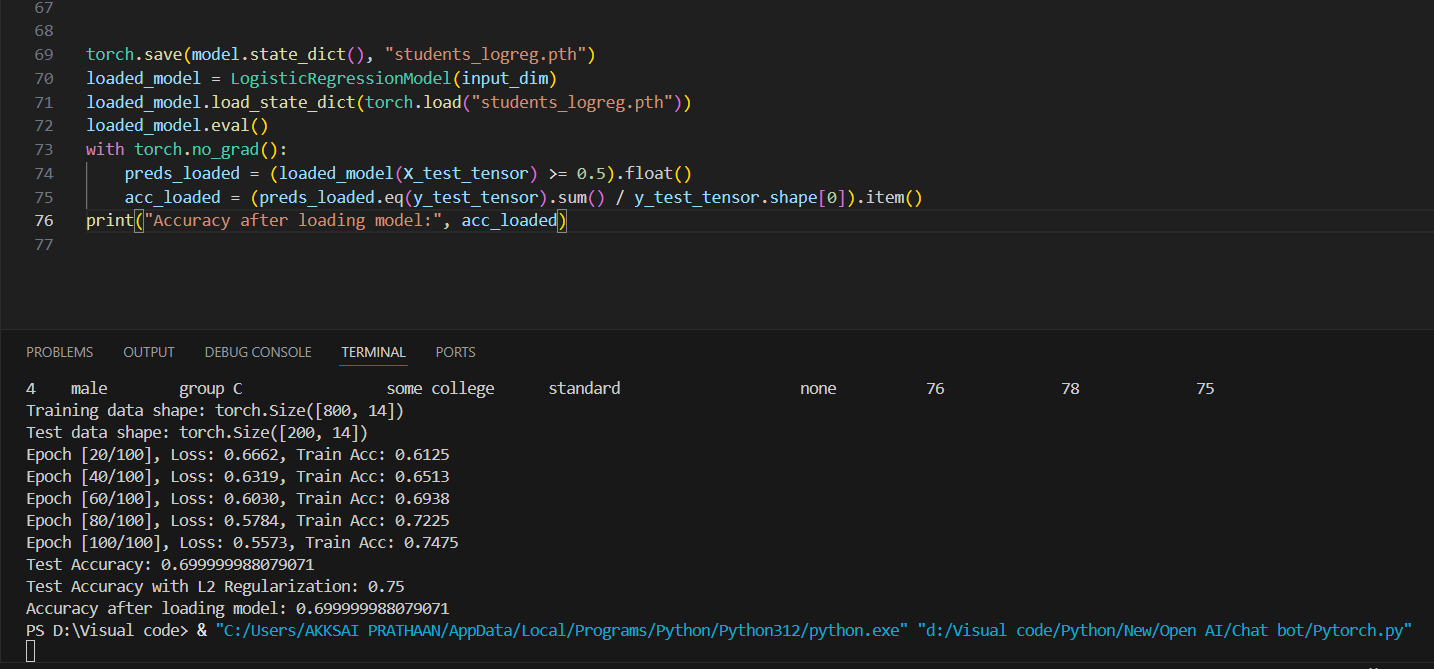 67
68
69 torch.save(model.state_dict(), "students_logreg.pth")
70 loaded_model = LogisticRegressionModel(input_dim)
71 loaded_model.load_state_dict(torch.load("students_logreg.pth"))
72 loaded_model.eval()
73 with torch.no_grad():
74     preds_loaded = (loaded_model(X_test_tensor) >= 0.5).float()
75     acc_loaded = (preds_loaded.eq(y_test_tensor).sum() / y_test_tensor.shape[0]).item()
76 print("Accuracy after loading model:", acc_loaded)
77
PROBLEMS OUTPUT DEBUG CONSOLE TERMINAL PORTS
4 male group C some college standard none 76 78 75
Training data shape: torch.Size([800, 14])
Test data shape: torch.Size([200, 14])
Epoch [20/100], Loss: 0.6662, Train Acc: 0.6125
Epoch [40/100], Loss: 0.6319, Train Acc: 0.6513
Epoch [60/100], Loss: 0.6030, Train Acc: 0.6938
Epoch [80/100], Loss: 0.5784, Train Acc: 0.7225
Epoch [100/100], Loss: 0.5573, Train Acc: 0.7475
Test Accuracy: 0.699999988079071
Test Accuracy with L2 Regularization: 0.75
Accuracy after loading model: 0.699999988079071
PS D:\Visual code> & "C:/Users/AKKSAI PRATHAAN/AppData/Local/Programs/Python/Python312/python.exe" "d:/Visual code/Python/New/Open AI/Chat bot/Pytorch.py"